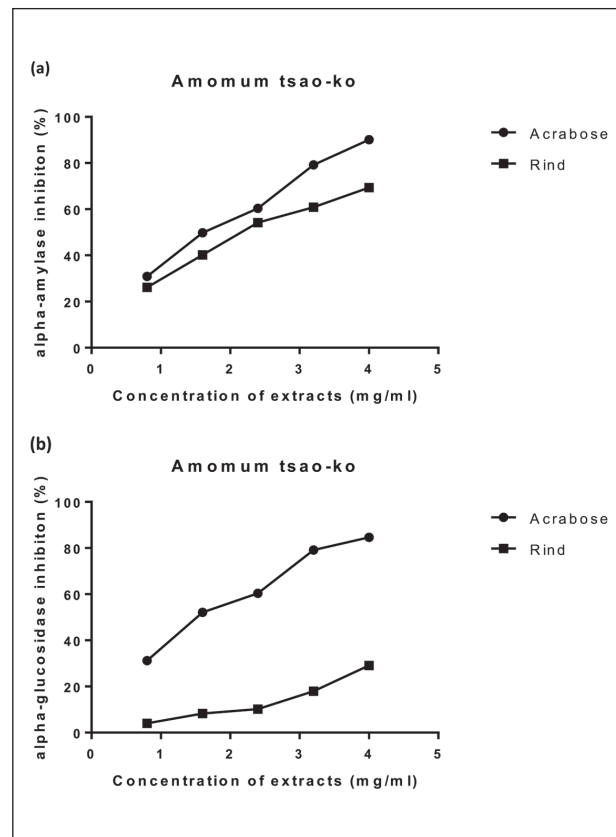 (a)
Amomum tsao-ko
alpha-amylase inhibiton (%)
100
80
60
40
20
0
0 1 2 3 4 5
Concentration of extracts (mg/ml)
Acrabose
Rind
(b)
Amomum tsao-ko
alpha-glucosidase inhibiton (%)
100
80
60
40
20
0
0 1 2 3 4 5
Concentration of extracts (mg/ml)
Acrabose
Rind